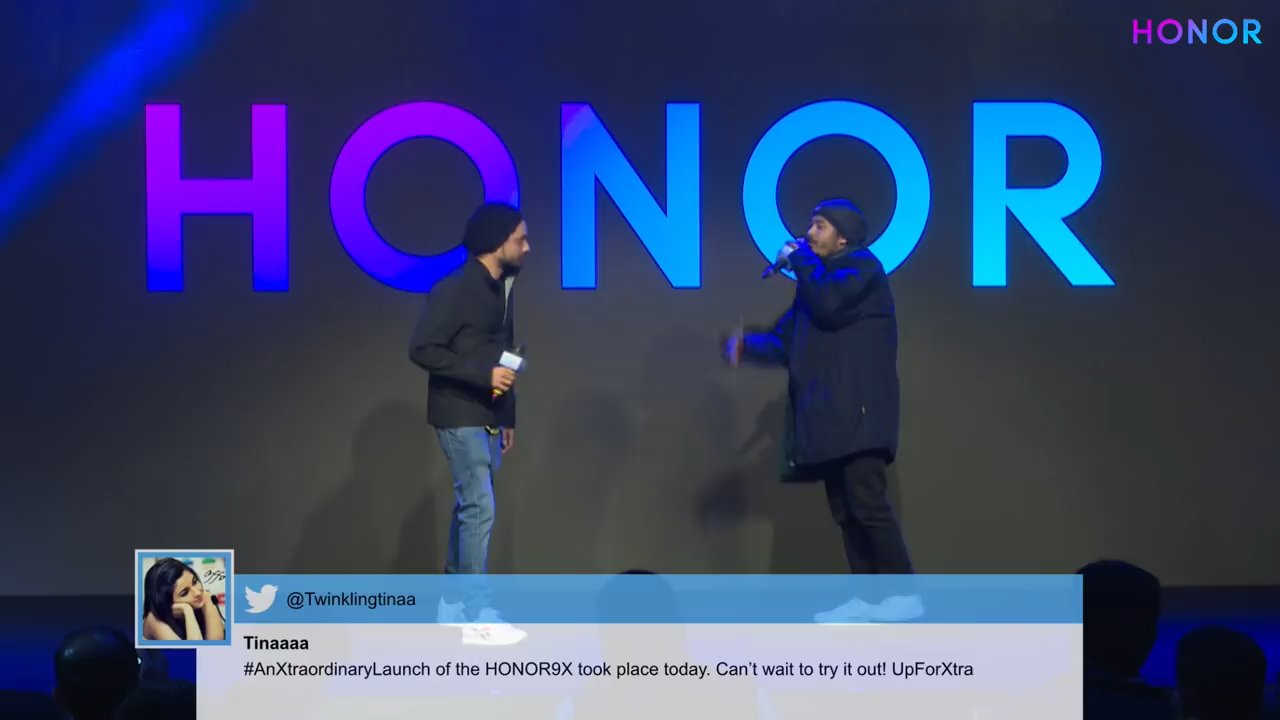 HONOR
HONOR
@Twinklingtinaa
Tinaaaa
#AnXtraordinaryLaunch of the HONOR9X took place today. Can't wait to try it out! UpForXtra